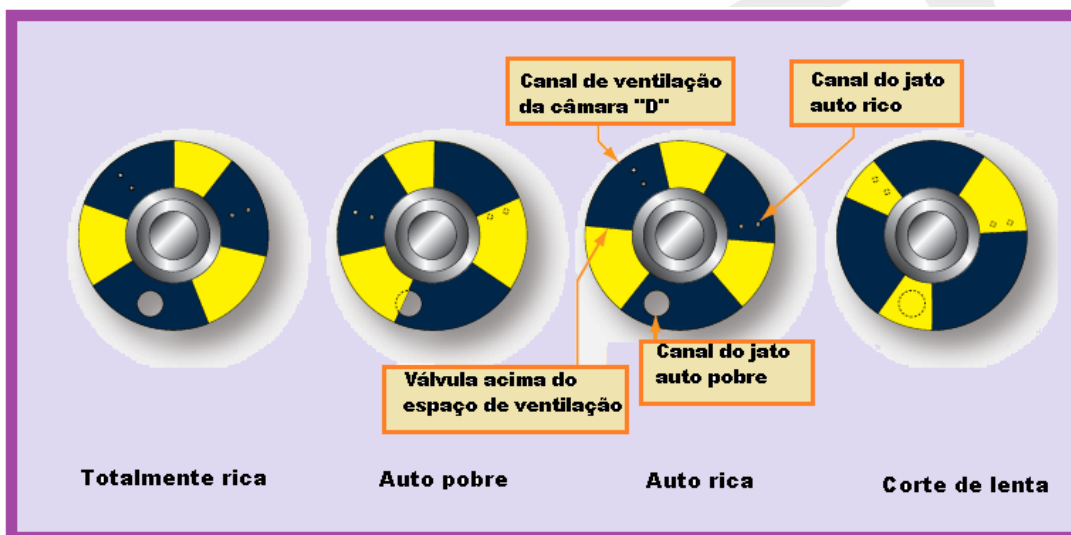 Canal de ventilação
da câmara "D"
Canal do jato
auto rico
Válvula acima do
espaço de ventilação
Canal do jato
auto pobre
Totalmente rica
Auto pobre
Auto rica
Corte de lenta